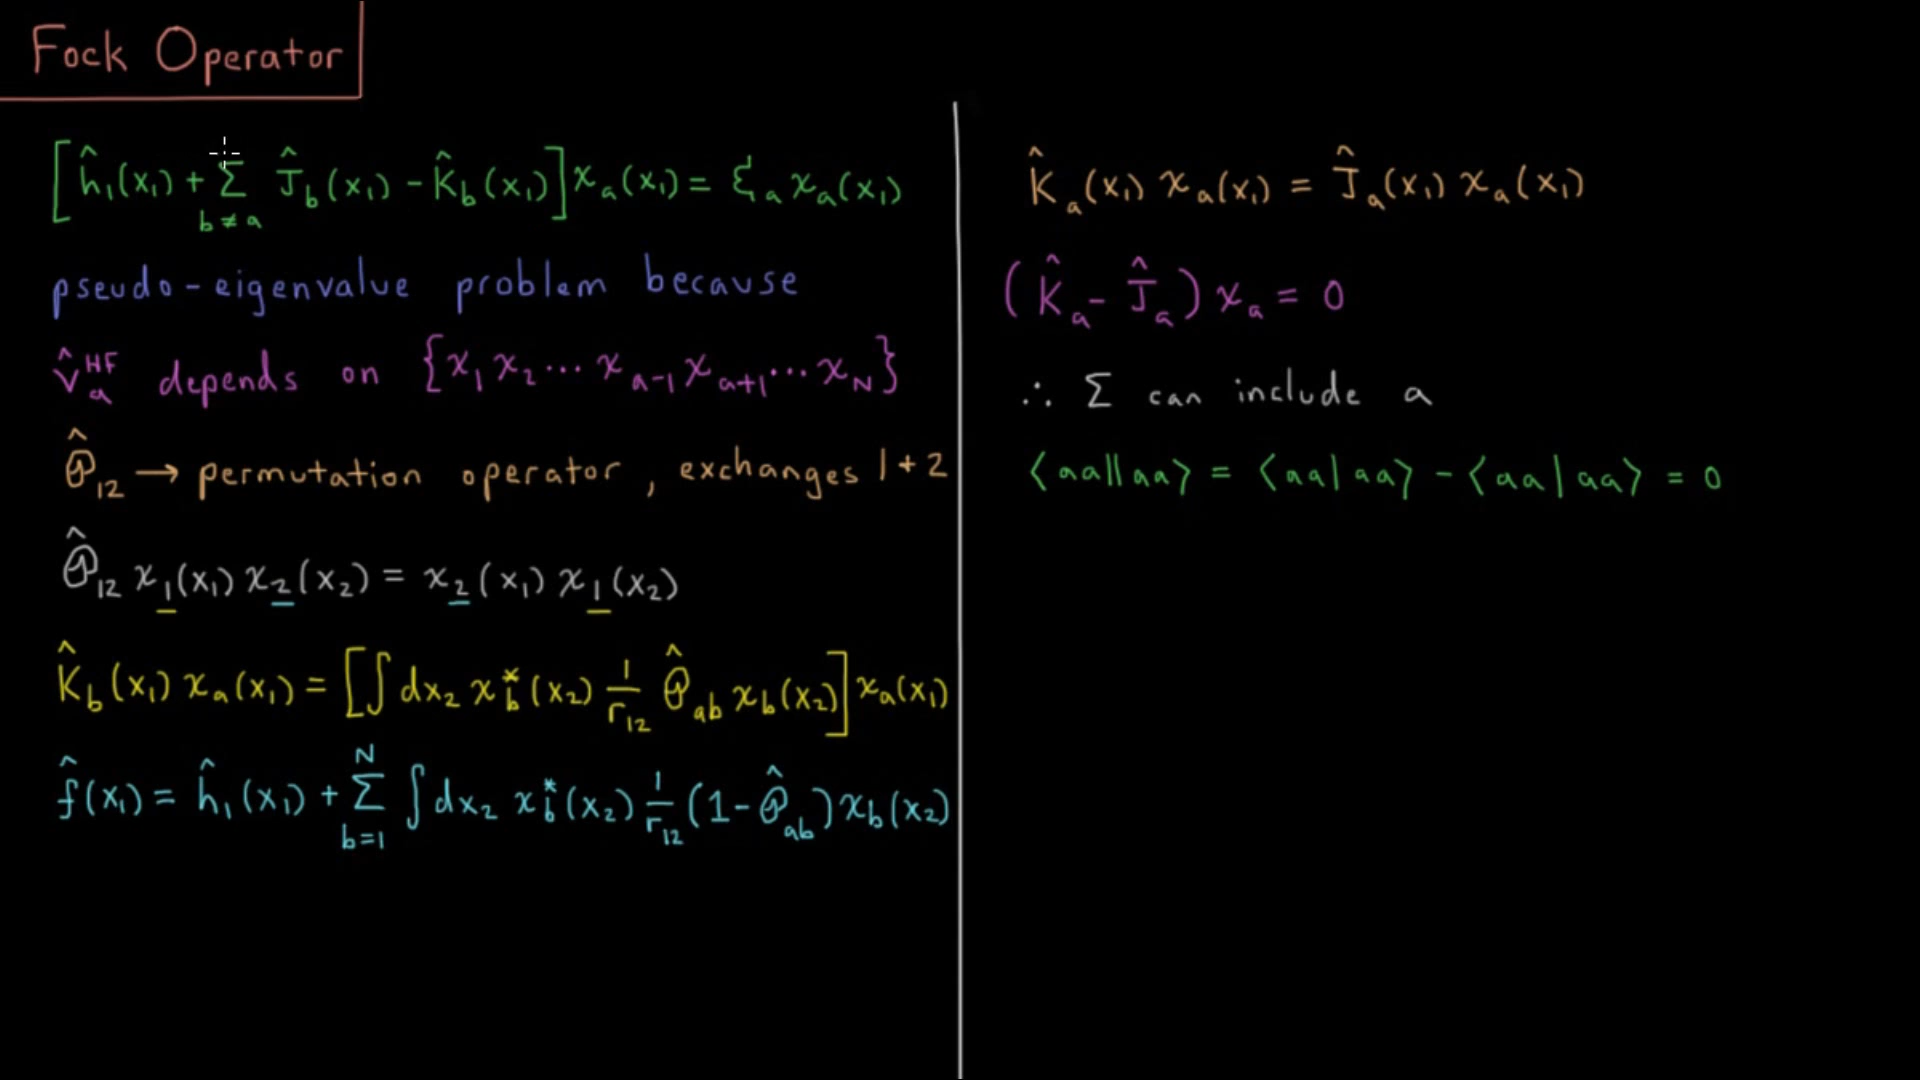 Fock Operator
[ĥ₁(x₁) + Σ_{b≠a} Ĵ_b(x₁) - K̂_b(x₁)]χ_a(x₁) = ε_a χ_a(x₁)
pseudo-eigenvalue problem because
v̂_a^{HF} depends on {χ₁ χ₂ ... χ_{a-1} χ_{a+1} ... χ_N}
𝒫̂₁₂ → permutation operator, exchanges 1 + 2
𝒫̂₁₂ χ₁(x₁) χ₂(x₂) = χ₂(x₁) χ₁(x₂)
K̂_b(x₁) χ_a(x₁) = [∫ dx₂ χ_b^*(x₂) 1/r₁₂ 𝒫̂_{ab} χ_b(x₂)] χ_a(x₁)
f̂(x₁) = ĥ₁(x₁) + Σ_{b=1}^{N} ∫ dx₂ χ_b^*(x₂) 1/r₁₂ (1 - 𝒫̂_{ab}) χ_b(x₂)
K̂_a(x₁) χ_a(x₁) = Ĵ_a(x₁) χ_a(x₁)
(K̂_a - Ĵ_a) χ_a = 0
∴ Σ can include a
⟨aa||aa⟩ = ⟨aa|aa⟩ - ⟨aa|aa⟩ = 0